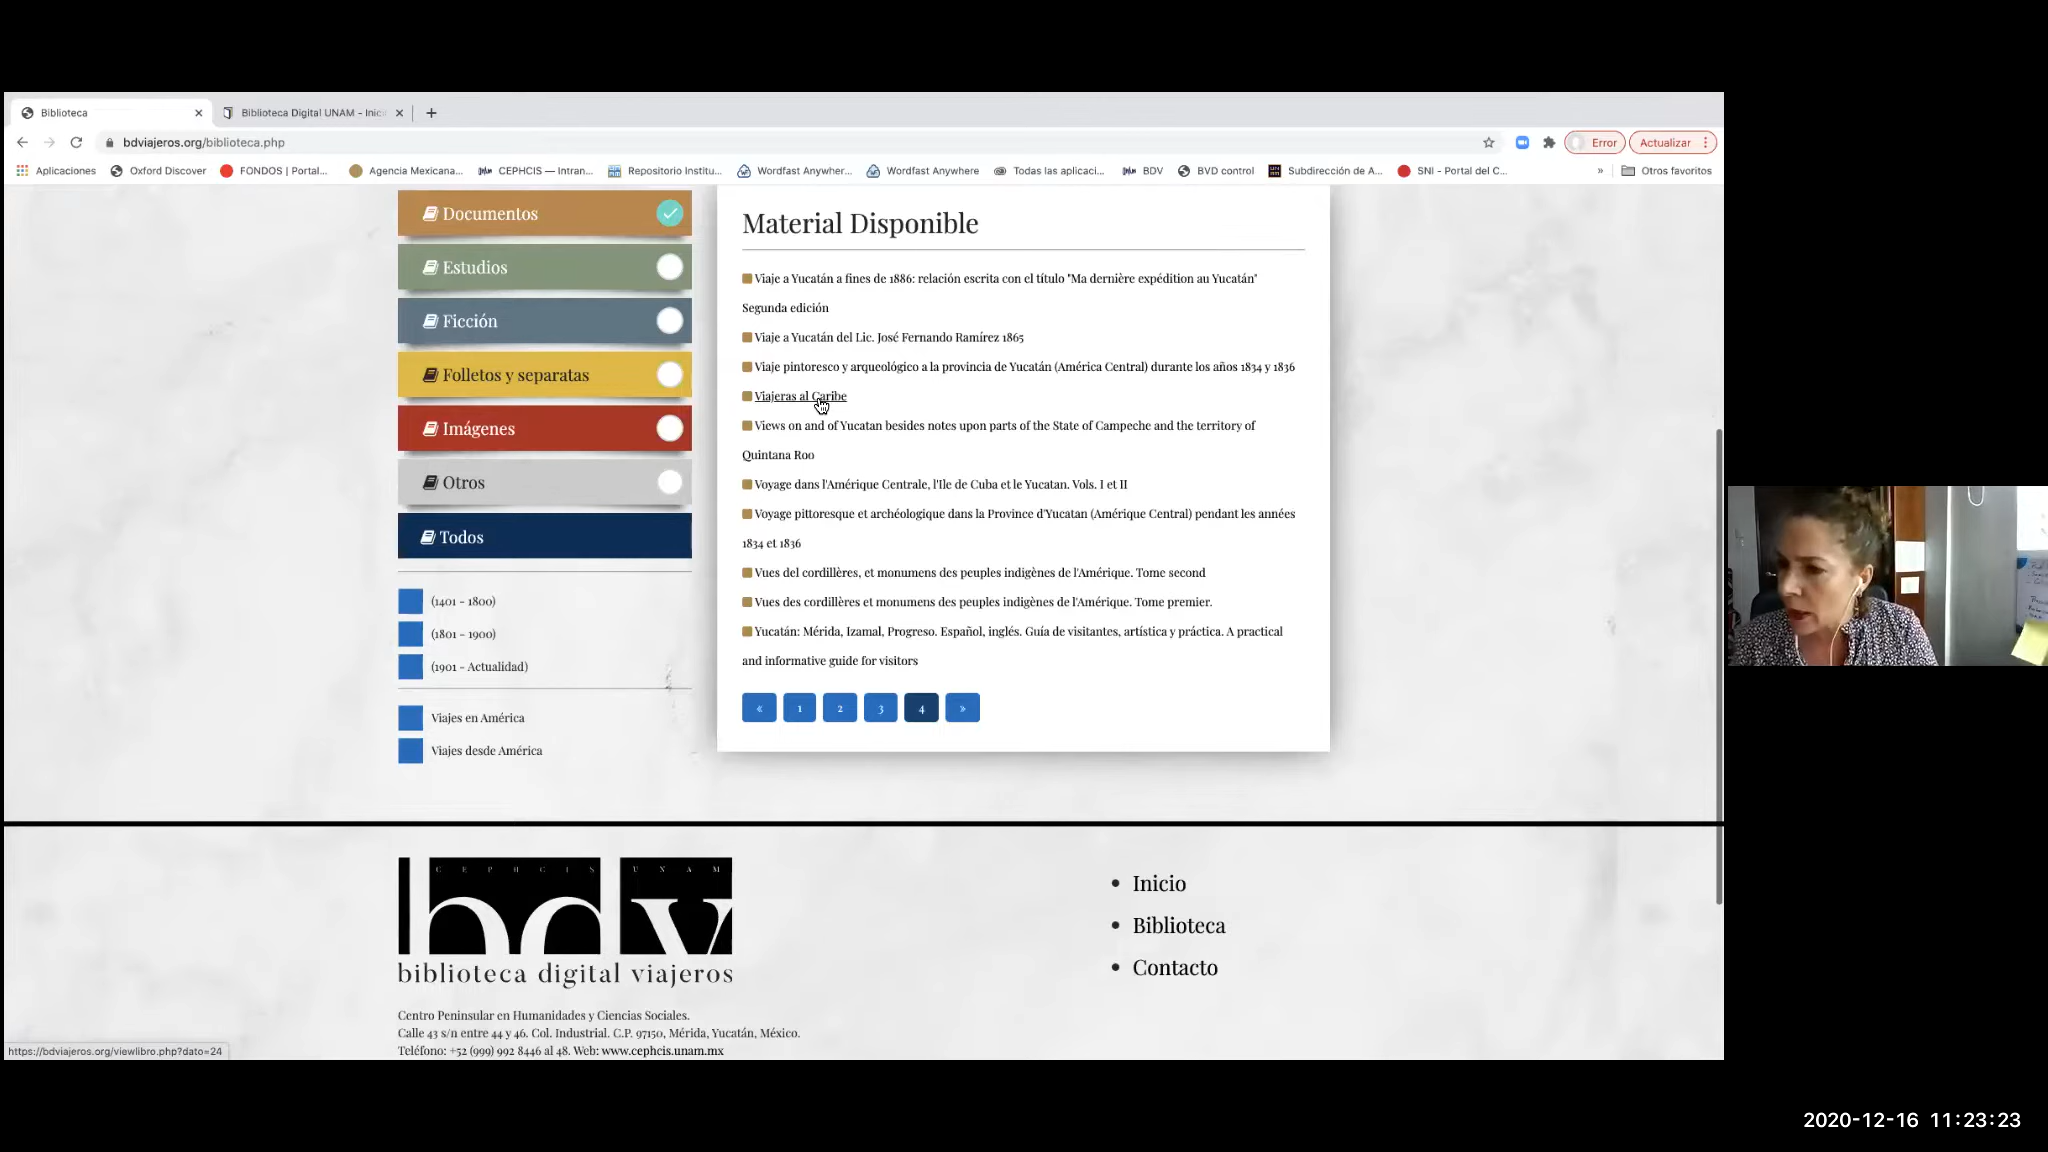 Biblioteca
Biblioteca Digital UNAM - Inici
bdviajeros.org/biblioteca.php
Error
Actualizar
Aplicaciones
Oxford Discover
FONDOS | Portal...
Agencia Mexicana...
CEPHCIS — Intran...
Repositorio Institu...
Wordfast Anywher...
Wordfast Anywhere
Todas las aplicaci...
BDV
BVD control
Subdirección de A...
SNI - Portal del C...
»
Otros favoritos
Documentos
Estudios
Ficción
Folletos y separatas
Imágenes
Otros
Todos
(1401 - 1800)
(1801 - 1900)
(1901 - Actualidad)
Viajes en América
Viajes desde América
Material Disponible
Viaje a Yucatán a fines de 1886: relación escrita con el título "Ma dernière expédition au Yucatán"
Segunda edición
Viaje a Yucatán del Lic. José Fernando Ramírez 1865
Viaje pintoresco y arqueológico a la provincia de Yucatán (América Central) durante los años 1834 y 1836
Viajeras al Caribe
Views on and of Yucatan besides notes upon parts of the State of Campeche and the territory of
Quintana Roo
Voyage dans l'Amérique Centrale, l'Ile de Cuba et le Yucatan. Vols. I et II
Voyage pittoresque et archéologique dans la Province d'Yucatan (Amérique Central) pendant les années
1834 et 1836
Vues del cordillères, et monumens des peuples indigènes de l'Amérique. Tome second
Vues des cordillères et monumens des peuples indigènes de l'Amérique. Tome premier.
Yucatán: Mérida, Izamal, Progreso. Español, inglés. Guía de visitantes, artística y práctica. A practical
and informative guide for visitors
« 1 2 3 4 »
CEPHCIS UNAM
bdv
biblioteca digital viajeros
Centro Peninsular en Humanidades y Ciencias Sociales.
Calle 43 s/n entre 44 y 46. Col. Industrial. C.P. 97150, Mérida, Yucatán, México.
Teléfono: +52 (999) 992 8446 al 48. Web: www.cephcis.unam.mx
Inicio
Biblioteca
Contacto
https://bdviajeros.org/viewlibro.php?dato=24
2020-12-16 11:23:23